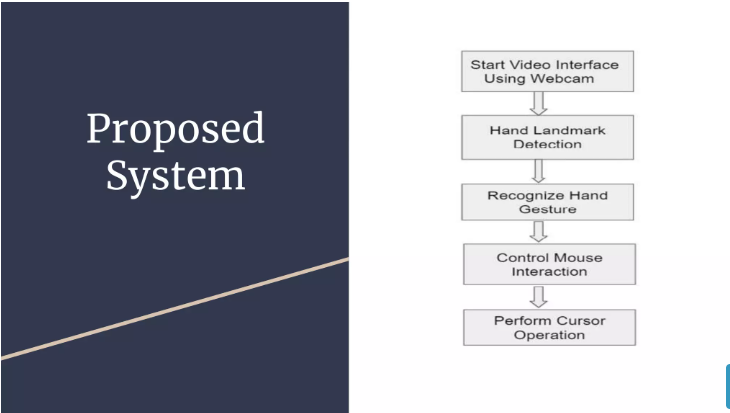 Proposed
System
Start Video Interface
Using Webcam
Hand Landmark
Detection
Recognize Hand
Gesture
Control Mouse
Interaction
Perform Cursor
Operation